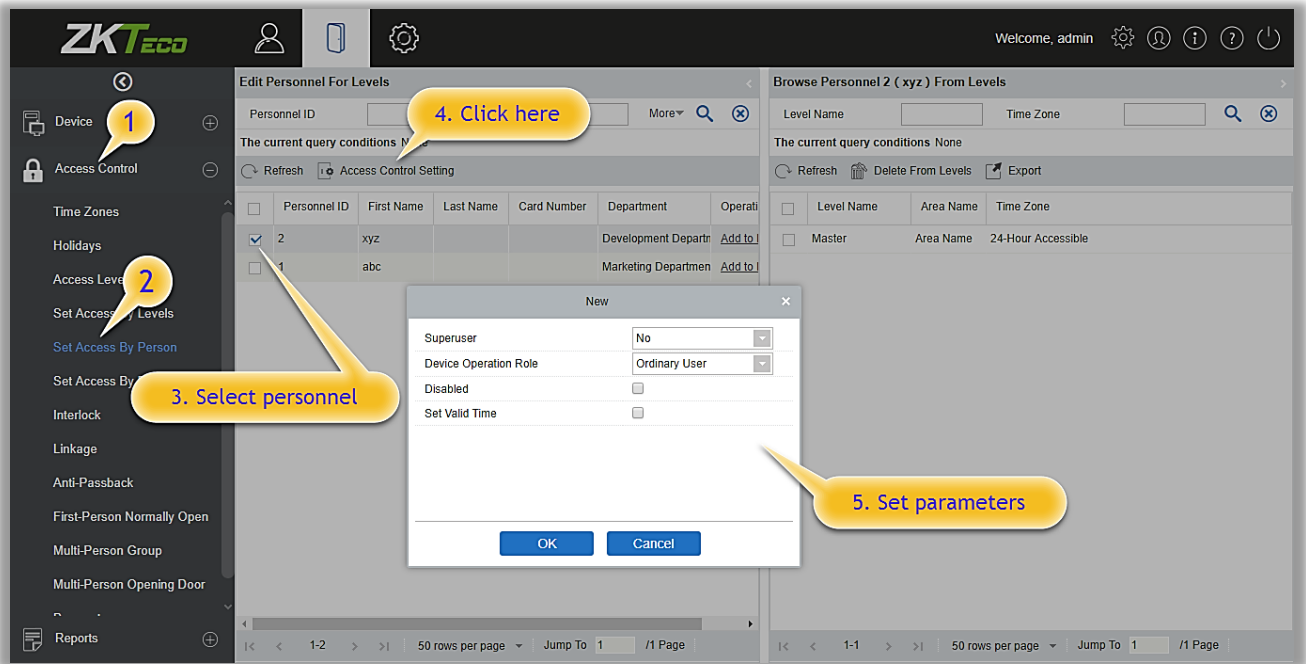 ZKTECO
Welcome, admin
Device
1
Access Control
Time Zones
Holidays
Access Leve
2
Set Access By Levels
Set Access By Person
Set Access By
Interlock
Linkage
Anti-Passback
First-Person Normally Open
Multi-Person Group
Multi-Person Opening Door
Reports
Edit Personnel For Levels
Personnel ID
4. Click here
More
The current query conditions None
Refresh
Access Control Setting
Personnel ID First Name Last Name Card Number Department Operati
2 xyz Development Departm Add to l
1 abc Marketing Departmen Add to l
3. Select personnel
New
Superuser No
Device Operation Role Ordinary User
Disabled
Set Valid Time
OK Cancel
5. Set parameters
1-2 50 rows per page Jump To 1 /1 Page
Browse Personnel 2 ( xyz ) From Levels
Level Name Time Zone
The current query conditions None
Refresh Delete From Levels Export
Level Name Area Name Time Zone
Master Area Name 24-Hour Accessible
1-1 50 rows per page Jump To 1 /1 Page